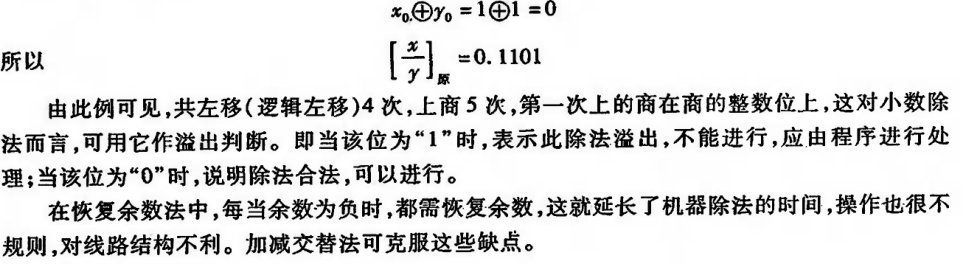 x₀⊕y₀ = 1⊕1 = 0
所以 [x/y]原 = 0.1101
由此例可见,共左移(逻辑左移)4 次,上商 5 次,第一次上的商在商的整数位上,这对小数除
法而言,可用它作溢出判断。即当该位为“1”时,表示此除法溢出,不能进行,应由程序进行处
理;当该位为“0”时,说明除法合法,可以进行。
在恢复余数法中,每当余数为负时,都需恢复余数,这就延长了机器除法的时间,操作也很不
规则,对线路结构不利。加减交替法可克服这些缺点。